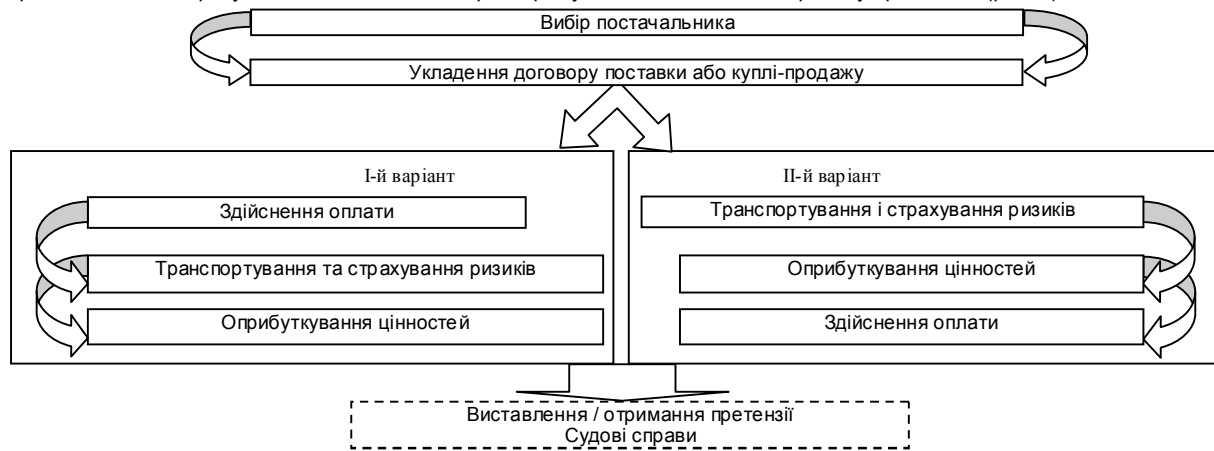 Вибір постачальника
Укладення договору поставки або куплі-продажу
І-й варіант
Здійснення оплати
Транспортування та страхування ризиків
Оприбуткування цінностей
ІІ-й варіант
Транспортування і страхування ризиків
Оприбуткування цінностей
Здійснення оплати
Виставлення / отримання претензії
Судові справи